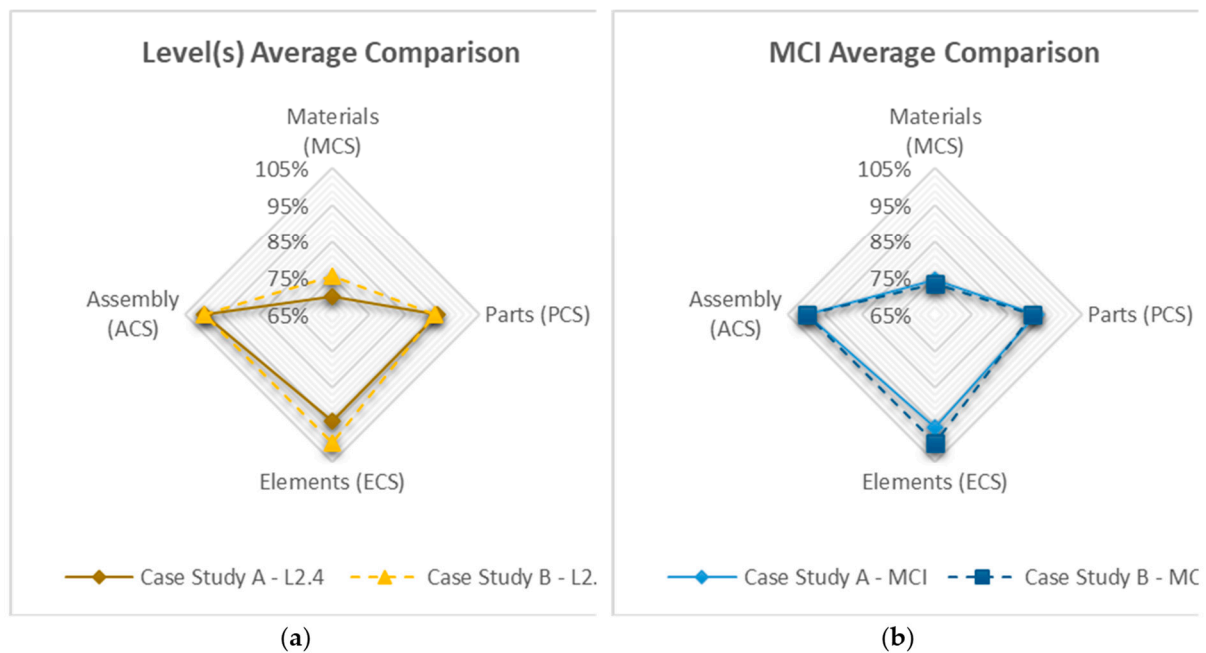 Level(s) Average Comparison
Materials
(MCS)
105%
95%
85%
75%
65%
Assembly
(ACS)
Parts (PCS)
Elements (ECS)
Case Study A - L2.4
Case Study B - L2.
(a)
MCI Average Comparison
Materials
(MCS)
105%
95%
85%
75%
65%
Assembly
(ACS)
Parts (PCS)
Elements (ECS)
Case Study A - MCI
Case Study B - MC
(b)